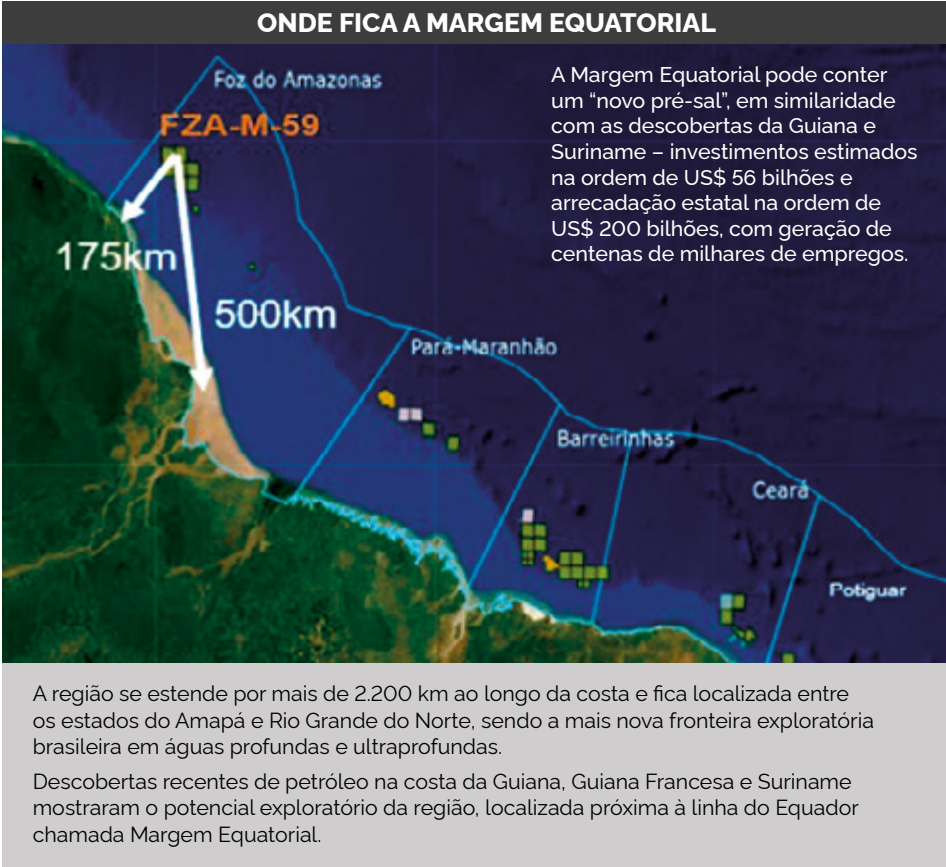 ONDE FICA A MARGEM EQUATORIAL
Foz do Amazonas
FZA-M-59
A Margem Equatorial pode conter
um “novo pré-sal”, em similaridade
com as descobertas da Guiana e
Suriname – investimentos estimados
na ordem de US$ 56 bilhões e
arrecadação estatal na ordem de
US$ 200 bilhões, com geração de
centenas de milhares de empregos.
175km
500km
Pará-Maranhão
Barreirinhas
Ceará
Potiguar
A região se estende por mais de 2.200 km ao longo da costa e fica localizada entre
os estados do Amapá e Rio Grande do Norte, sendo a mais nova fronteira exploratória
brasileira em águas profundas e ultraprofundas.
Descobertas recentes de petróleo na costa da Guiana, Guiana Francesa e Suriname
mostraram o potencial exploratório da região, localizada próxima à linha do Equador
chamada Margem Equatorial.